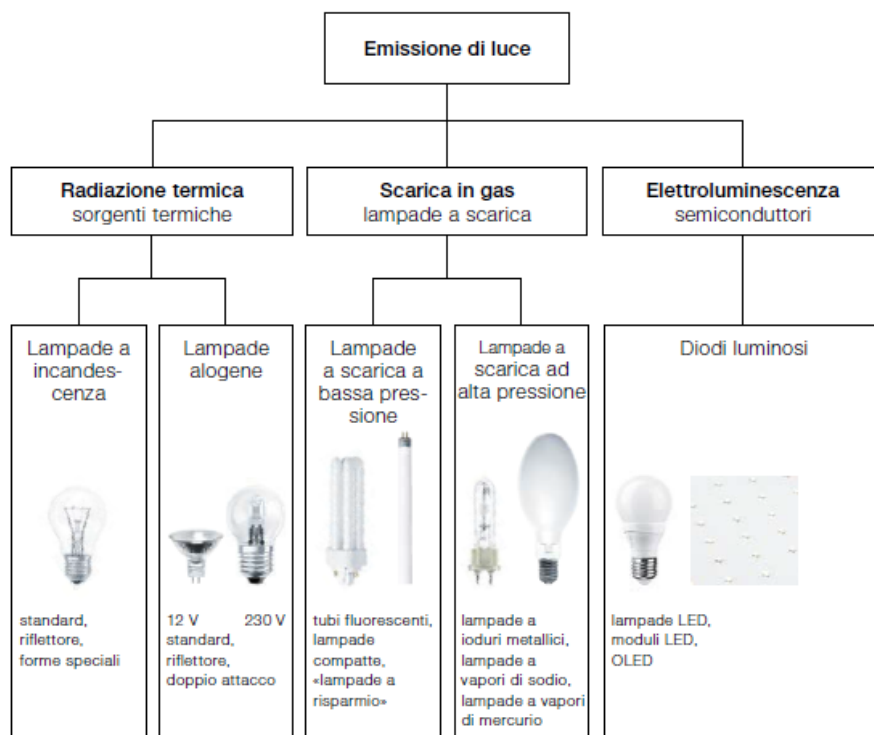 Emissione di luce
Radiazione termica
sorgenti termiche
Scarica in gas
lampade a scarica
Elettroluminescenza
semiconduttori
Lampade a
incandes-
cenza
standard,
riflettore,
forme speciali
Lampade
alogene
12 V 230 V
standard,
riflettore,
doppio attacco
Lampade
a scarica a
bassa pres-
sione
tubi fluorescenti,
lampade
compatte,
«lampade a
risparmio»
Lampade a
scarica ad
alta pressione
lampade a
ioduri metallici,
lampade a
vapori di sodio,
lampade a vapori
di mercurio
Diodi luminosi
lampade LED,
moduli LED,
OLED